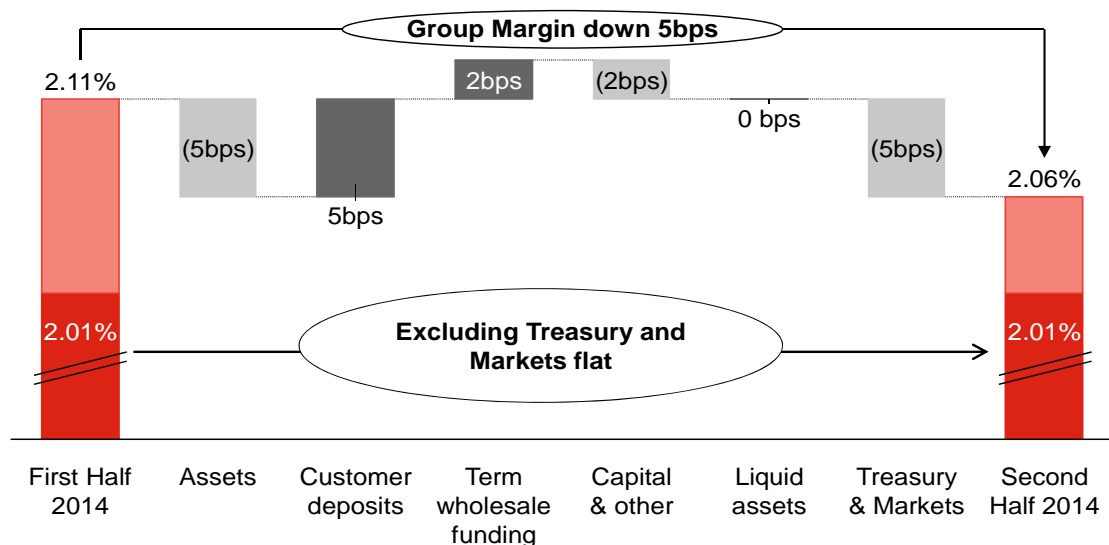 Group Margin down 5bps
2.11%
(5bps)
5bps
2bps
(2bps)
0 bps
(5bps)
2.06%
2.01%
Excluding Treasury and
Markets flat
2.01%
First Half
2014
Assets
Customer
deposits
Term
wholesale
funding
Capital
& other
Liquid
assets
Treasury
& Markets
Second
Half 2014